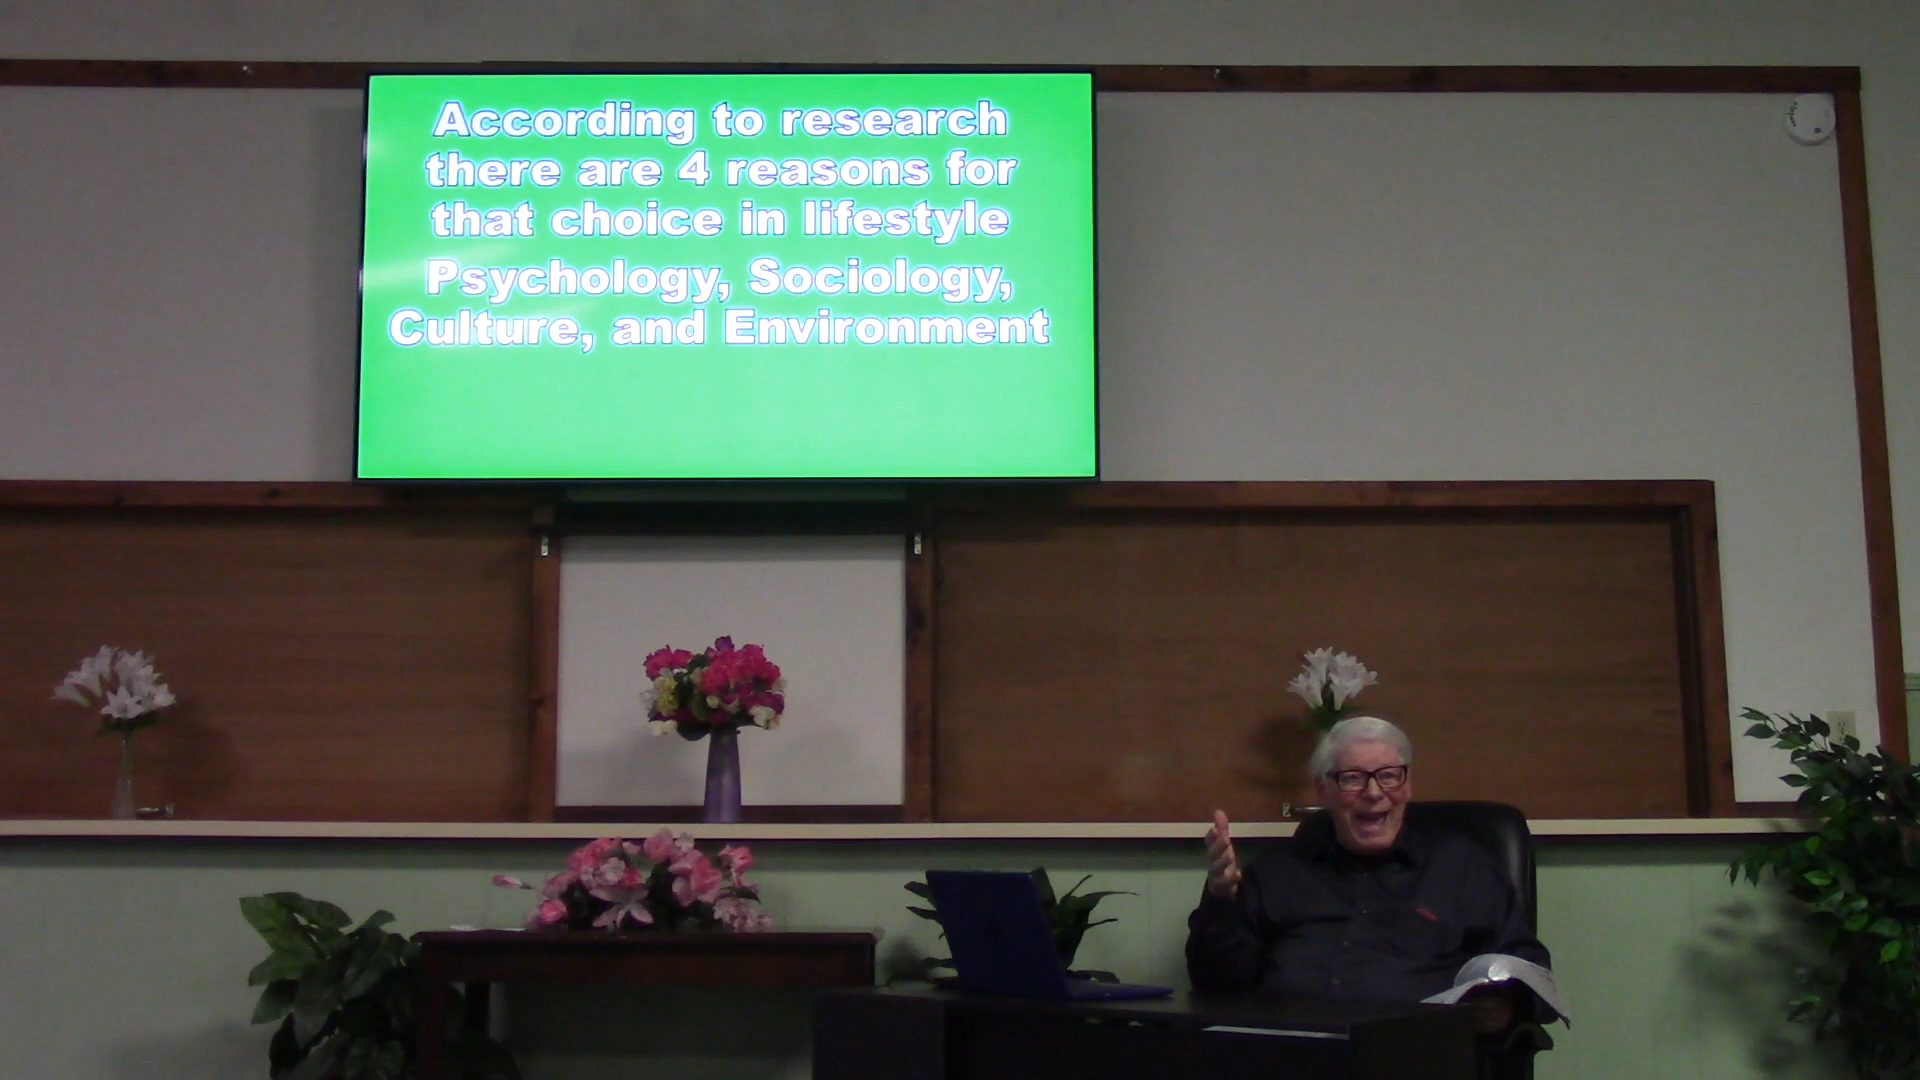 According to research
there are 4 reasons for
that choice in lifestyle
Psychology, Sociology,
Culture, and Environment